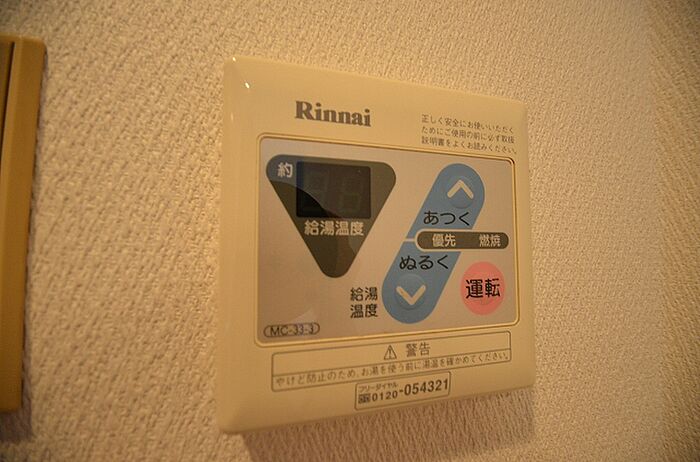 Rinnai
正しく安全にお使いいただく
ためにご使用の前に必ず取扱
説明書をよくお読みください。
約
給湯温度
あつく
優先 燃焼
ぬるく
給湯
温度
運転
MC-33-3
⚠ 警告
やけど防止のため、お湯を使う前に湯温を確かめてください。
フリーダイヤル
0120-054321